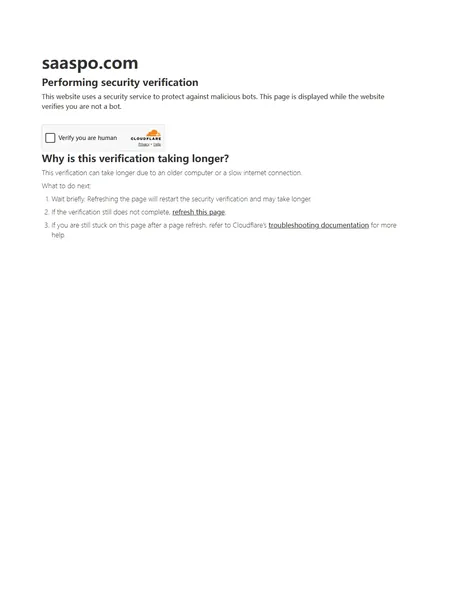 saaspo.com
Performing security verification
This website uses a security service to protect against malicious bots. This page is displayed while the website
verifies you are not a bot.
Verify you are human
CLOUDFLARE
Privacy • Help
Why is this verification taking longer?
This verification can take longer due to an older computer or a slow internet connection.
What to do next:
1. Wait briefly. Refreshing the page will restart the security verification and may take longer.
2. If the verification still does not complete, refresh this page.
3. If you are still stuck on this page after a page refresh, refer to Cloudflare's troubleshooting documentation for more
help.